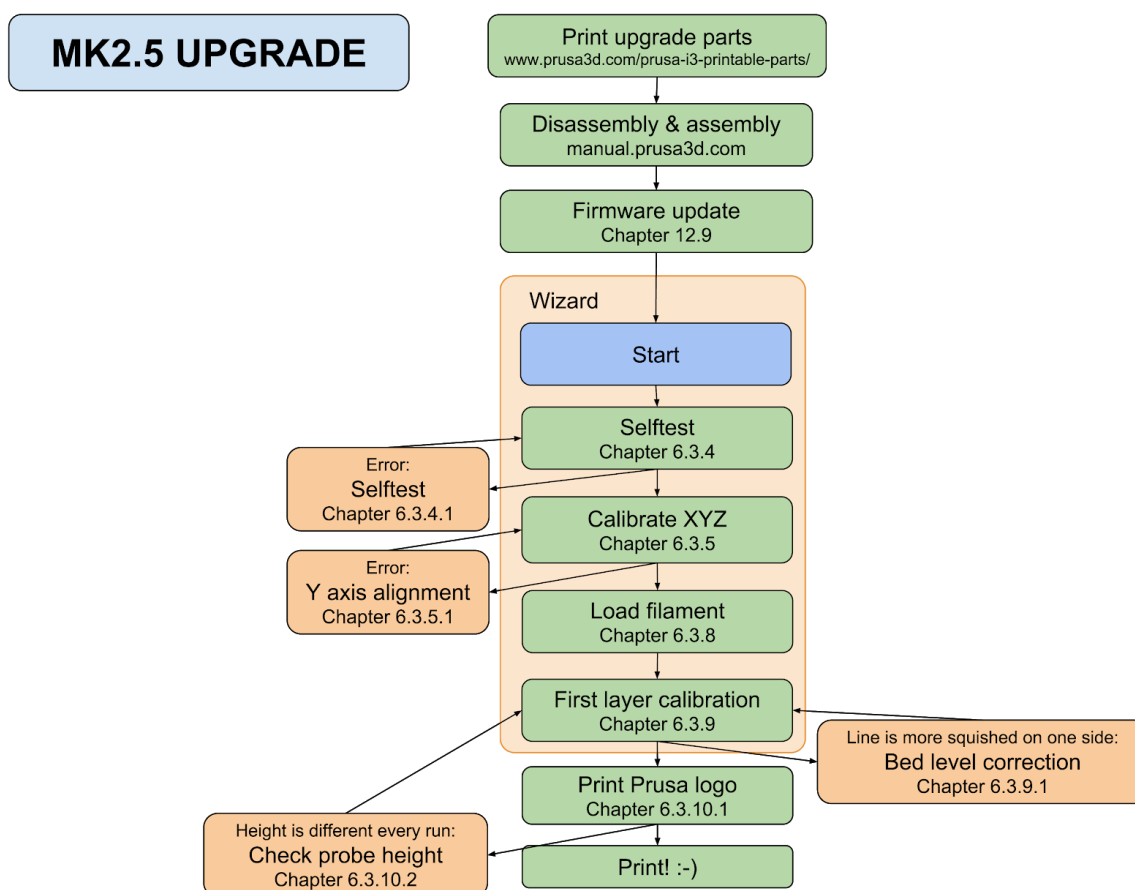 MK2.5 UPGRADE
Print upgrade parts
www.prusa3d.com/prusa-i3-printable-parts/
Disassembly & assembly
manual.prusa3d.com
Firmware update
Chapter 12.9
Wizard
Start
Selftest
Chapter 6.3.4
Error:
Selftest
Chapter 6.3.4.1
Calibrate XYZ
Chapter 6.3.5
Error:
Y axis alignment
Chapter 6.3.5.1
Load filament
Chapter 6.3.8
First layer calibration
Chapter 6.3.9
Line is more squished on one side:
Bed level correction
Chapter 6.3.9.1
Print Prusa logo
Chapter 6.3.10.1
Height is different every run:
Check probe height
Chapter 6.3.10.2
Print! :-)